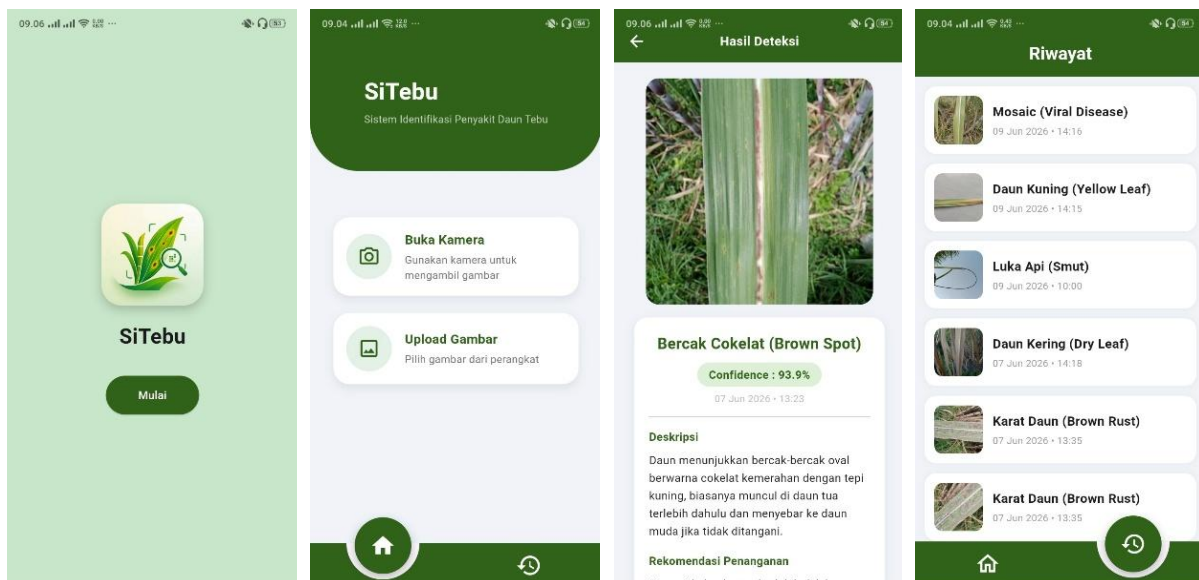 09.06
SiTebu
Mulai
09.04
SiTebu
Sistem Identifikasi Penyakit Daun Tebu
Buka Kamera
Gunakan kamera untuk
mengambil gambar
Upload Gambar
Pilih gambar dari perangkat
09.06
Hasil Deteksi
Bercak Cokelat (Brown Spot)
Confidence : 93.9%
07 Jun 2026 • 13:23
Deskripsi
Daun menunjukkan bercak-bercak oval
berwarna cokelat kemerahan dengan tepi
kuning, biasanya muncul di daun tua
terlebih dahulu dan menyebar ke daun
muda jika tidak ditangani.
Rekomendasi Penanganan
09.04
Riwayat
Mosaic (Viral Disease)
09 Jun 2026 • 14:16
Daun Kuning (Yellow Leaf)
09 Jun 2026 • 14:15
Luka Api (Smut)
09 Jun 2026 • 10:00
Daun Kering (Dry Leaf)
07 Jun 2026 • 14:18
Karat Daun (Brown Rust)
07 Jun 2026 • 13:35
Karat Daun (Brown Rust)
07 Jun 2026 • 13:35